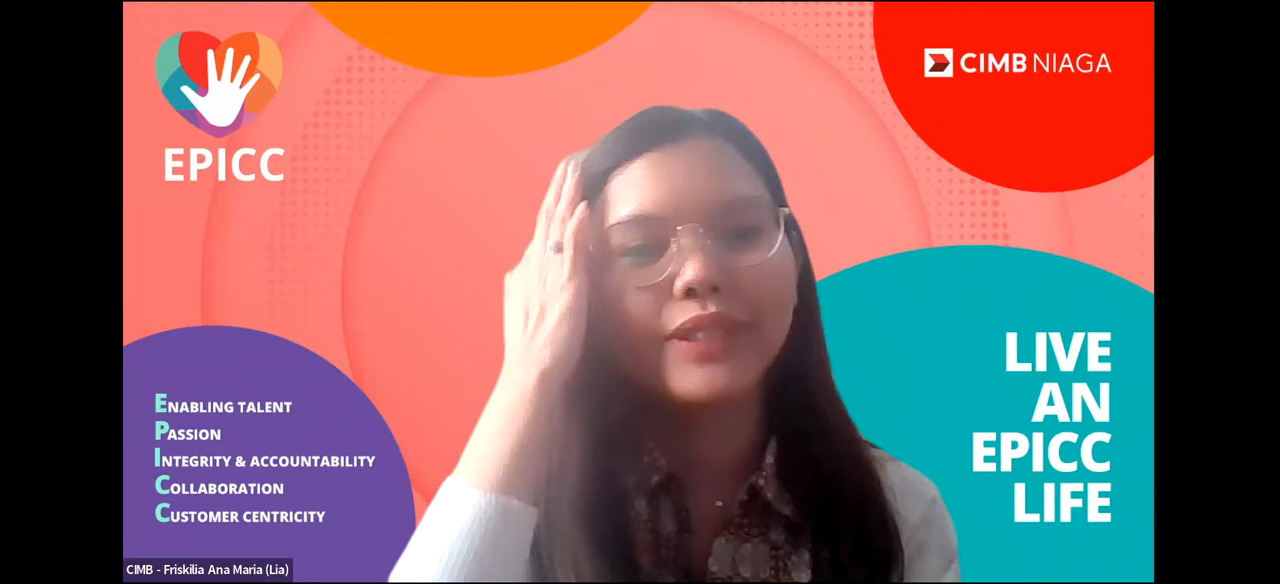 EPICC
CIMB NIAGA
ENABLING TALENT
PASSION
INTEGRITY & ACCOUNTABILITY
COLLABORATION
CUSTOMER CENTRICITY
LIVE
AN
EPICC
LIFE
CIMB - Friskilia Ana Maria (Lia)